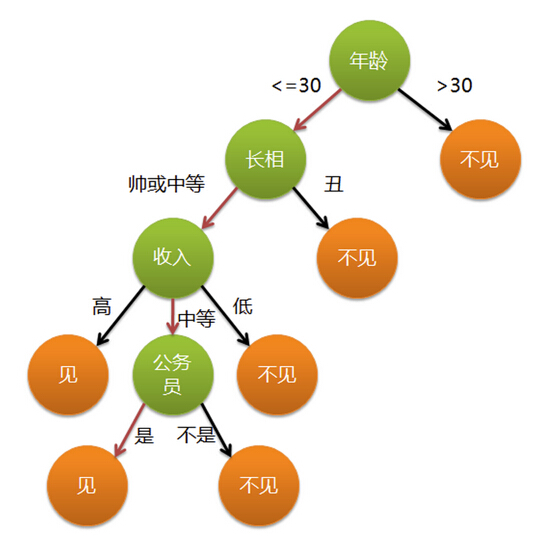 年龄
<=30
>30
长相
不见
帅或中等
丑
收入
不见
高
中等
低
见
公务
员
不见
是
不是
见
不见